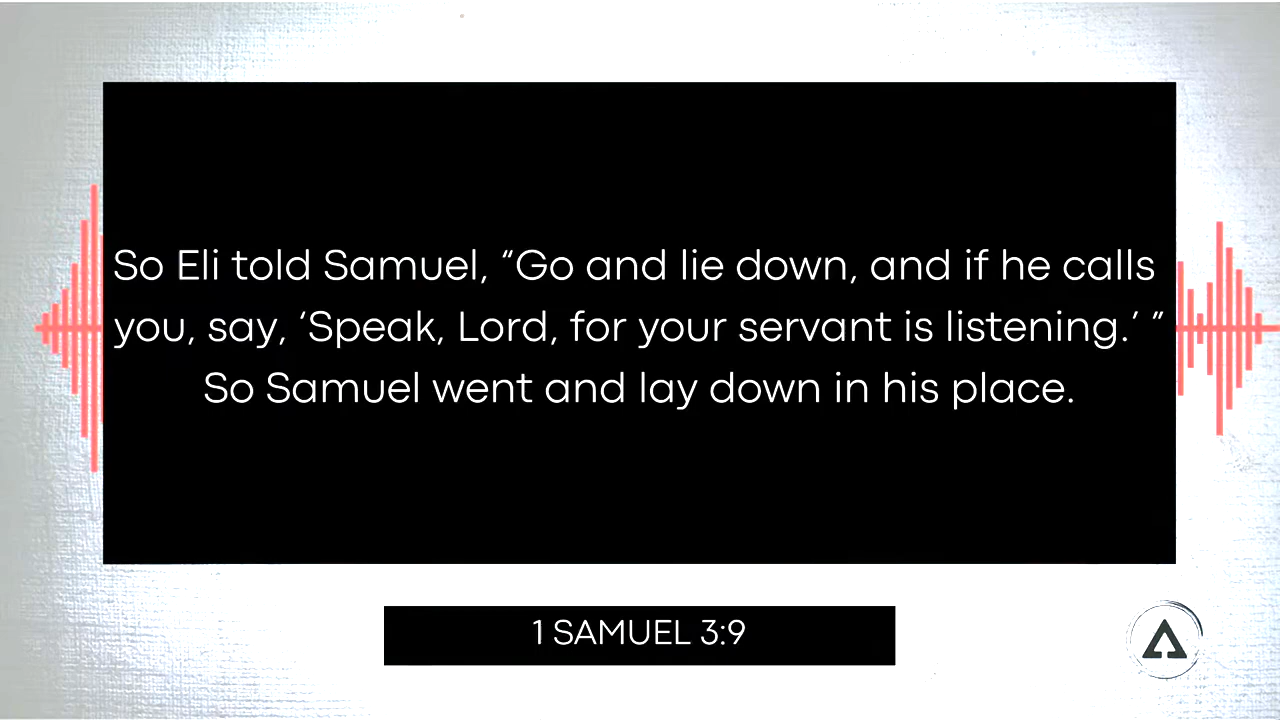 So Eli told Samuel, “Go and lie down, and if he calls
you, say, ‘Speak, Lord, for your servant is listening.’ ”
So Samuel went and lay down in his place.
1 SAMUEL 3:9